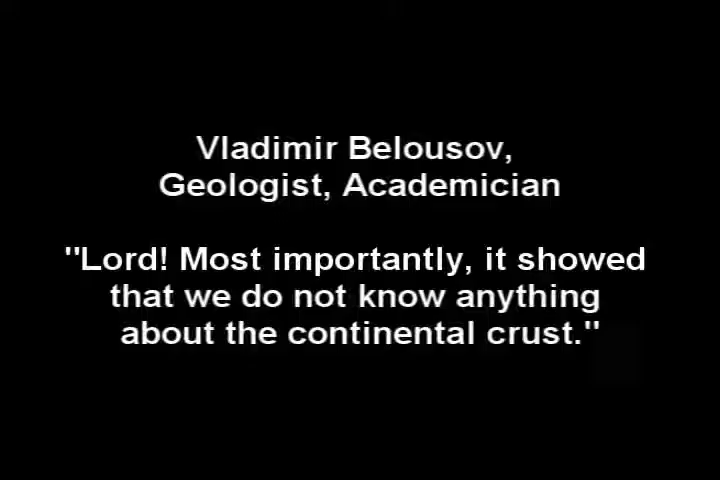 Vladimir Belousov,
Geologist, Academician
"Lord! Most importantly, it showed
that we do not know anything
about the continental crust."